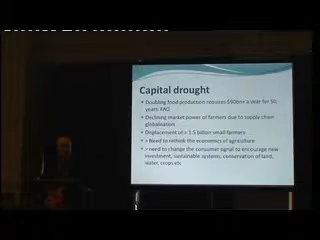 Capital drought
Doubling food production requires $90bn+ a year for 50
years: FAO.
Declining market power of farmers due to supply chain
globalisation
Displacement of > 1.5 billion small farmers
> Need to rethink the economics of agriculture
> need to change the consumer signal to encourage new
investment, sustainable systems, conservation of land,
water, crops etc